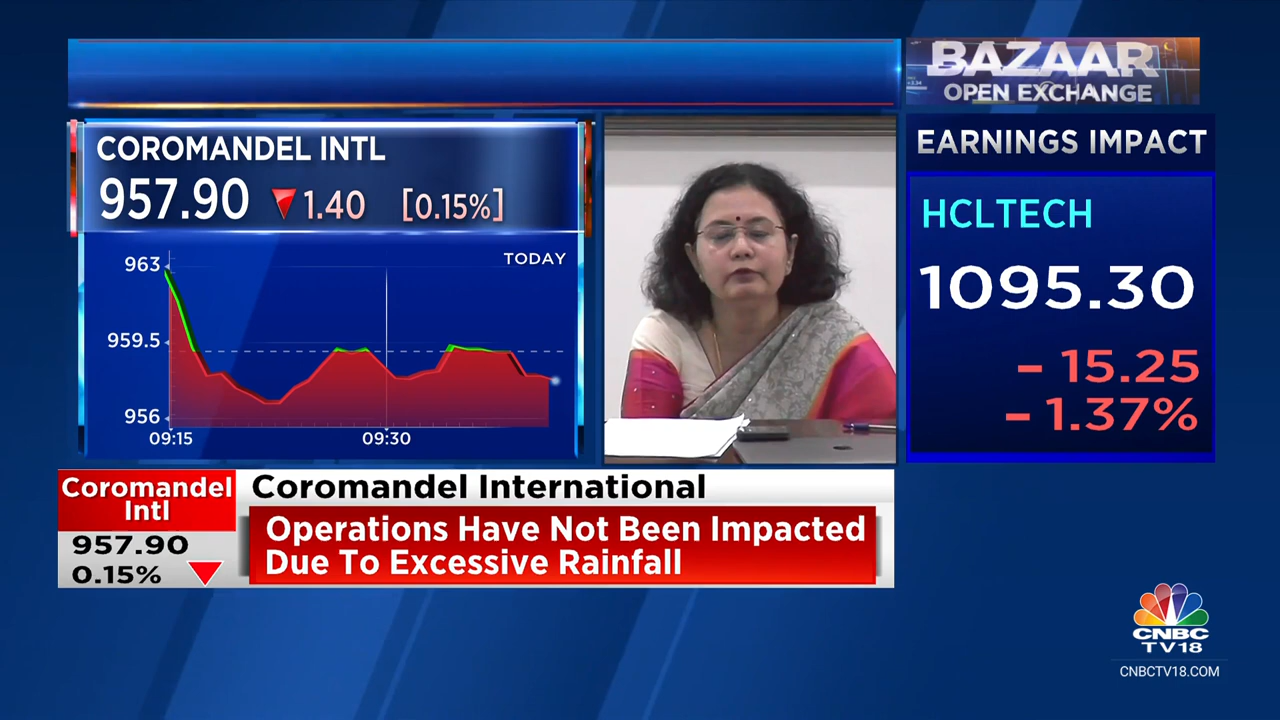 BAZAAR
OPEN EXCHANGE
COROMANDEL INTL
957.90 ▼ 1.40 [0.15%]
TODAY
963
959.5
956
09:15 09:30
EARNINGS IMPACT
HCLTECH
1095.30
- 15.25
- 1.37%
Coromandel
Intl
957.90
0.15% ▼
Coromandel International
Operations Have Not Been Impacted
Due To Excessive Rainfall
CNBC
TV18
CNBCTV18.COM